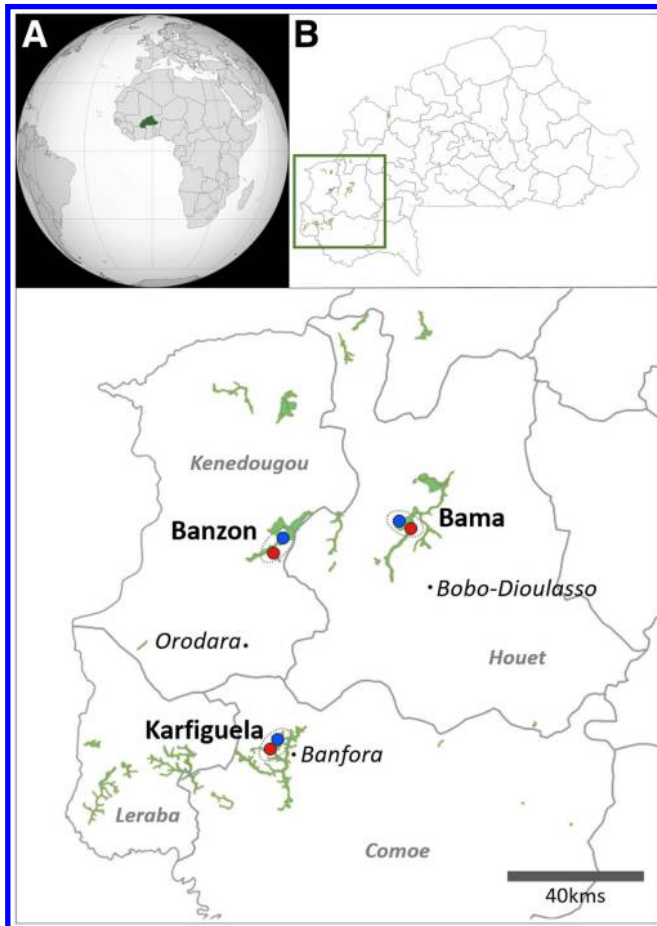 A
B
Kenedougou
Banzon
Bama
Bobo-Dioulasso
Orodara
Houet
Karfiguela
Banfora
Leraba
Comoe
40kms